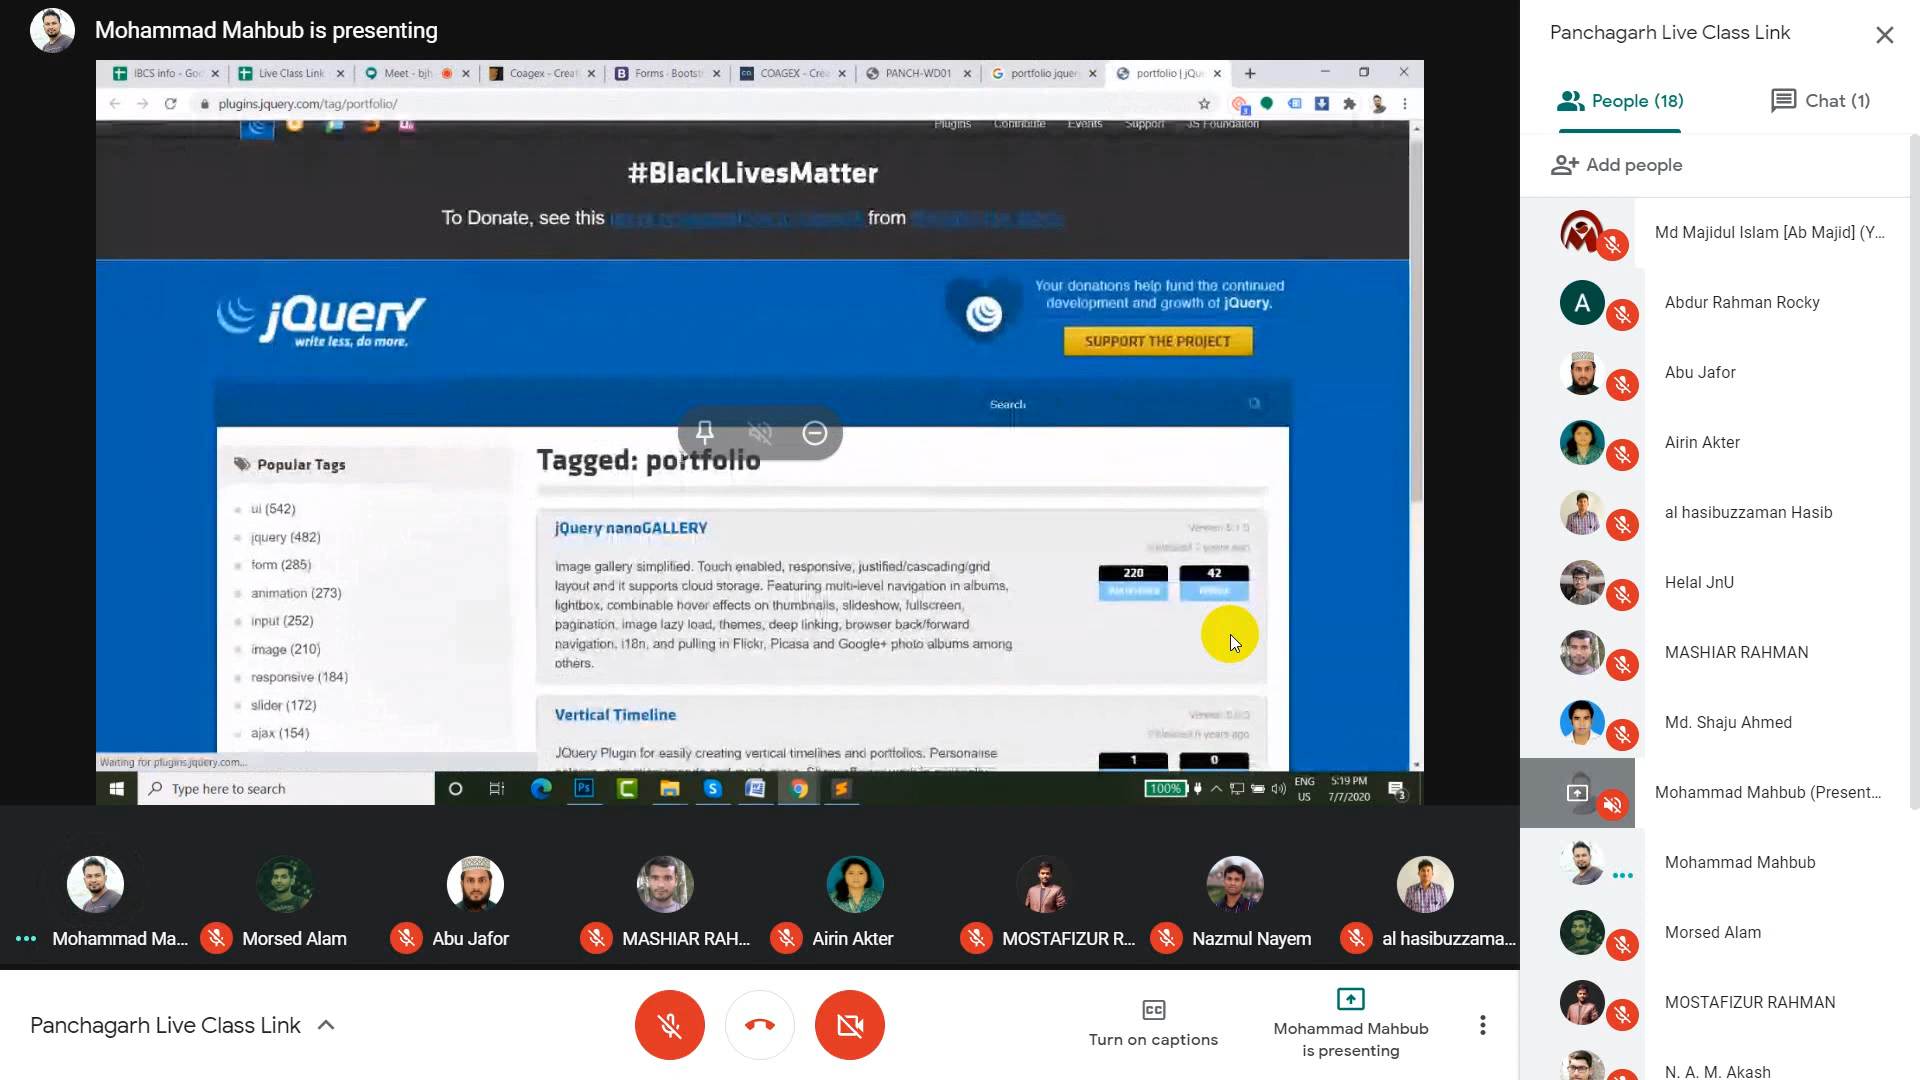 Mohammad Mahbub is presenting
IBCS info - Go
Live Class Link
Meet - bjh
Coagex - Creat
Forms · Bootst
COAGEX - Crea
PANCH-WD01
portfolio jquer
portfolio | jQu
plugins.jquery.com/tag/portfolio/
Plugins Contribute Events Support JS Foundation
#BlackLivesMatter
To Donate, see this
from
jQuery
write less, do more.
Your donations help fund the continued
development and growth of jQuery.
SUPPORT THE PROJECT
Search
Popular Tags
ui (542)
jquery (482)
form (285)
animation (273)
input (252)
image (210)
responsive (184)
slider (172)
ajax (154)
Tagged: portfolio
jQuery nanoGALLERY
Image gallery simplified. Touch enabled, responsive, justified/cascading/grid
layout and it supports cloud storage. Featuring multi-level navigation in albums,
lightbox, combinable hover effects on thumbnails, slideshow, fullscreen,
pagination, image lazy load, themes, deep linking, browser back/forward
navigation, i18n, and pulling in Flickr, Picasa and Google+ photo albums among
others.
220
42
Vertical Timeline
JQuery Plugin for easily creating vertical timelines and portfolios. Personalise
1
0
Waiting for plugins.jquery.com...
Type here to search
Ps
100%
ENG
US
5:19 PM
7/7/2020
3
Mohammad Ma...
Morsed Alam
Abu Jafor
MASHIAR RAH...
Airin Akter
MOSTAFIZUR R...
Nazmul Nayem
al hasibuzzama...
Panchagarh Live Class Link
CC
Turn on captions
Mohammad Mahbub
is presenting
Panchagarh Live Class Link
People (18)
Chat (1)
Add people
Md Majidul Islam [Ab Majid] (Y...
A
Abdur Rahman Rocky
Abu Jafor
Airin Akter
al hasibuzzaman Hasib
Helal JnU
MASHIAR RAHMAN
Md. Shaju Ahmed
Mohammad Mahbub (Present...
Mohammad Mahbub
Morsed Alam
MOSTAFIZUR RAHMAN
N. A. M. Akash